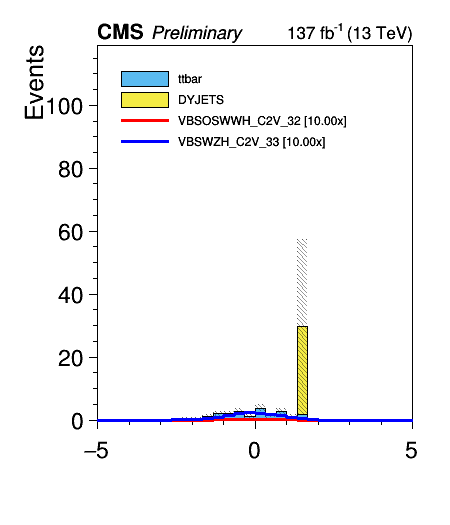 CMS Preliminary 137 fb-1 (13 TeV)
Events
ttbar
DYJETS
VBSOSWWH_C2V_32 [10.00x]
VBSWZH_C2V_33 [10.00x]
100
80
60
40
20
0
−5 0 5